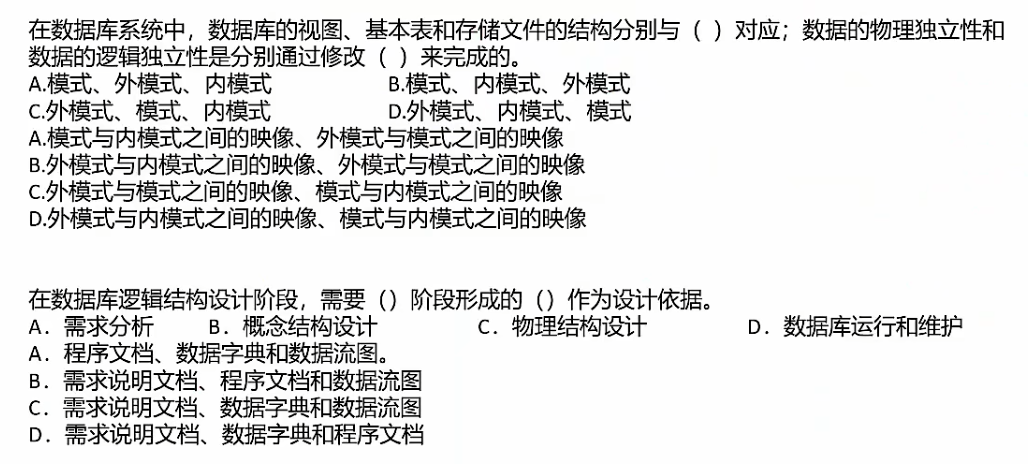 在数据库系统中，数据库的视图、基本表和存储文件的结构分别与（ ）对应；数据的物理独立性和
数据的逻辑独立性是分别通过修改（ ）来完成的。
A.模式、外模式、内模式 B.模式、内模式、外模式
C.外模式、模式、内模式 D.外模式、内模式、模式
A.模式与内模式之间的映像、外模式与模式之间的映像
B.外模式与内模式之间的映像、外模式与模式之间的映像
C.外模式与模式之间的映像、模式与内模式之间的映像
D.外模式与内模式之间的映像、模式与内模式之间的映像
在数据库逻辑结构设计阶段，需要（）阶段形成的（）作为设计依据。
A．需求分析 B．概念结构设计 C．物理结构设计 D．数据库运行和维护
A．程序文档、数据字典和数据流图。
B．需求说明文档、程序文档和数据流图
C．需求说明文档、数据字典和数据流图
D．需求说明文档、数据字典和程序文档